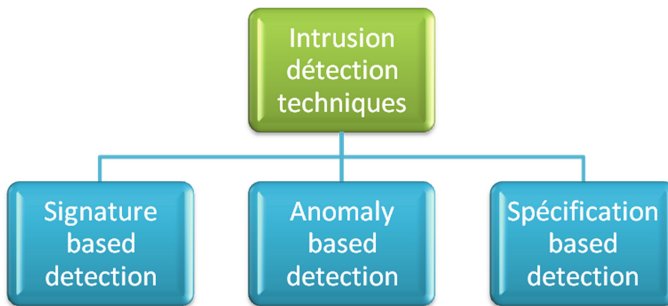 Intrusion
détection
techniques
Signature
based
detection
Anomaly
based
detection
Spécification
based
detection